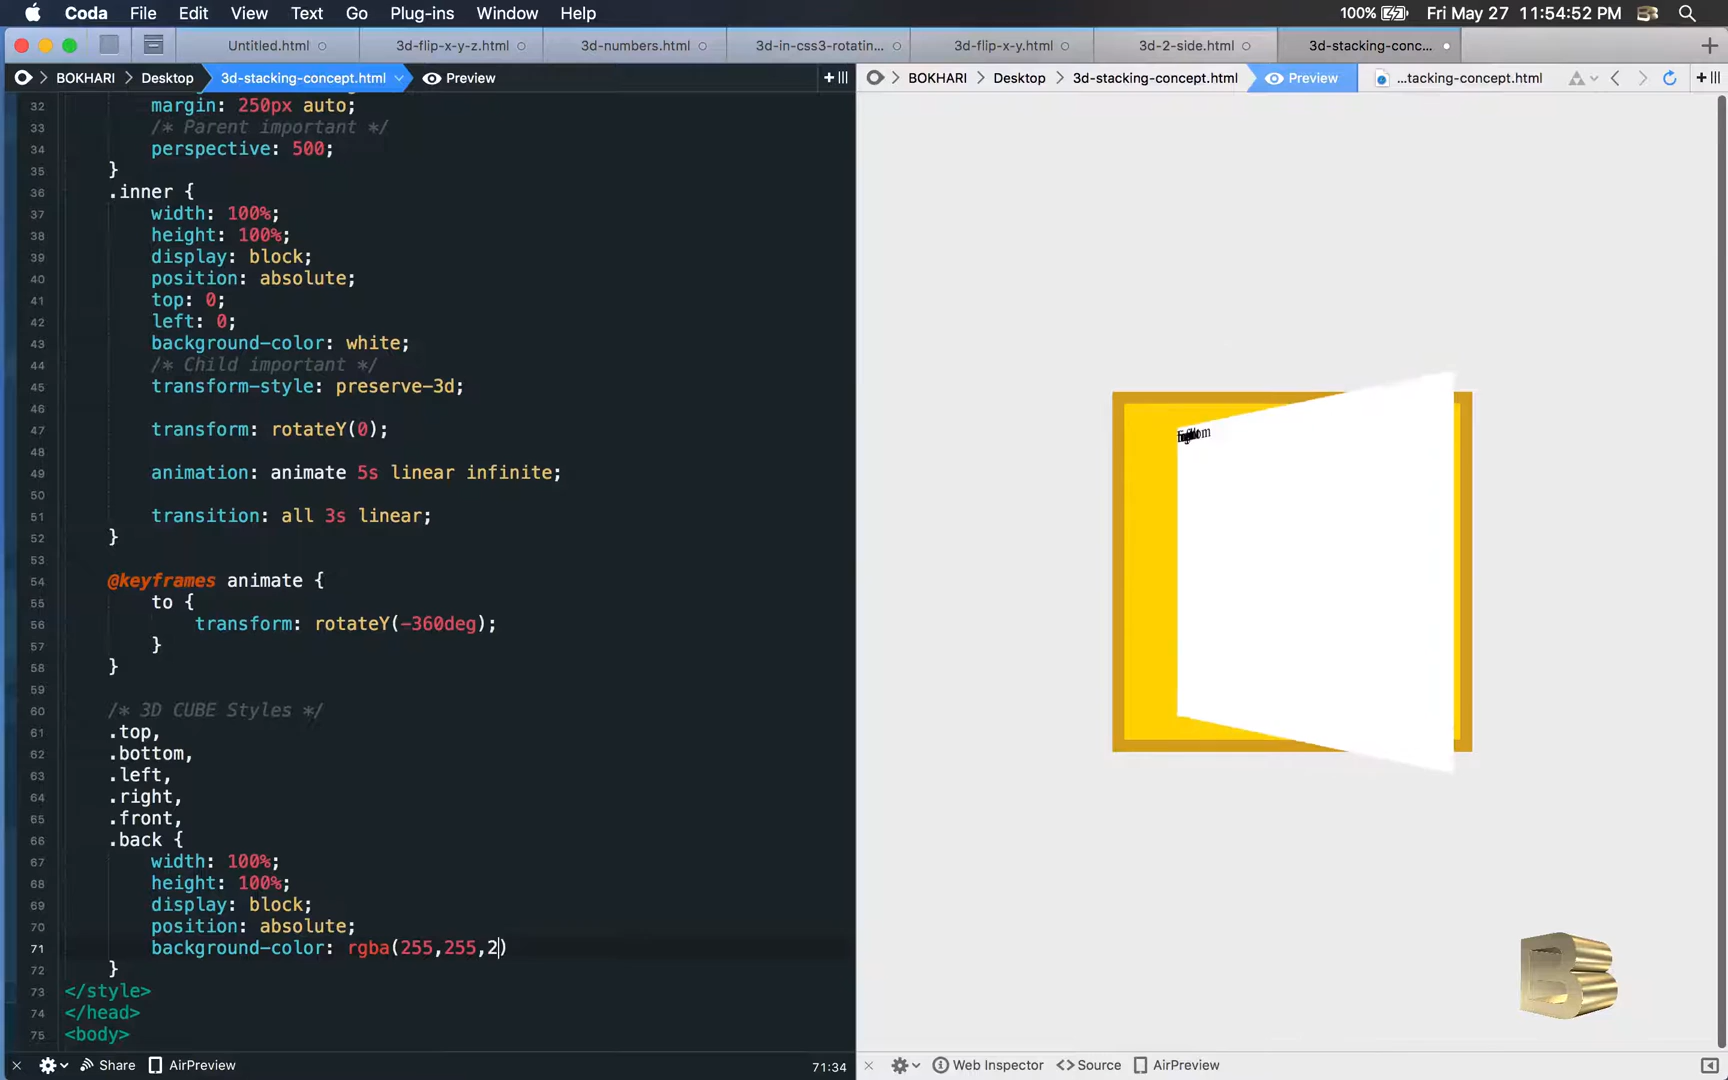 Coda File Edit View Text Go Plug-ins Window Help 100% Fri May 27 11:54:52 PM
Untitled.html 3d-flip-x-y-z.html 3d-numbers.html 3d-in-css3-rotatin... 3d-flip-x-y.html 3d-2-side.html 3d-stacking-conc...
BOKHARI Desktop 3d-stacking-concept.html Preview
32 margin: 250px auto;
33 /* Parent important */
34 perspective: 500;
35 }
36 .inner {
37 width: 100%;
38 height: 100%;
39 display: block;
40 position: absolute;
41 top: 0;
42 left: 0;
43 background-color: white;
44 /* Child important */
45 transform-style: preserve-3d;
46
47 transform: rotateY(0);
48
49 animation: animate 5s linear infinite;
50
51 transition: all 3s linear;
52 }
53
54 @keyframes animate {
55 to {
56 transform: rotateY(-360deg);
57 }
58 }
59
60 /* 3D CUBE Styles */
61 .top,
62 .bottom,
63 .left,
64 .right,
65 .front,
66 .back {
67 width: 100%;
68 height: 100%;
69 display: block;
70 position: absolute;
71 background-color: rgba(255,255,2)
72 }
73 </style>
74 </head>
75 <body>
Share AirPreview 71:34
BOKHARI Desktop 3d-stacking-concept.html Preview ...tacking-concept.html
B
Web Inspector Source AirPreview